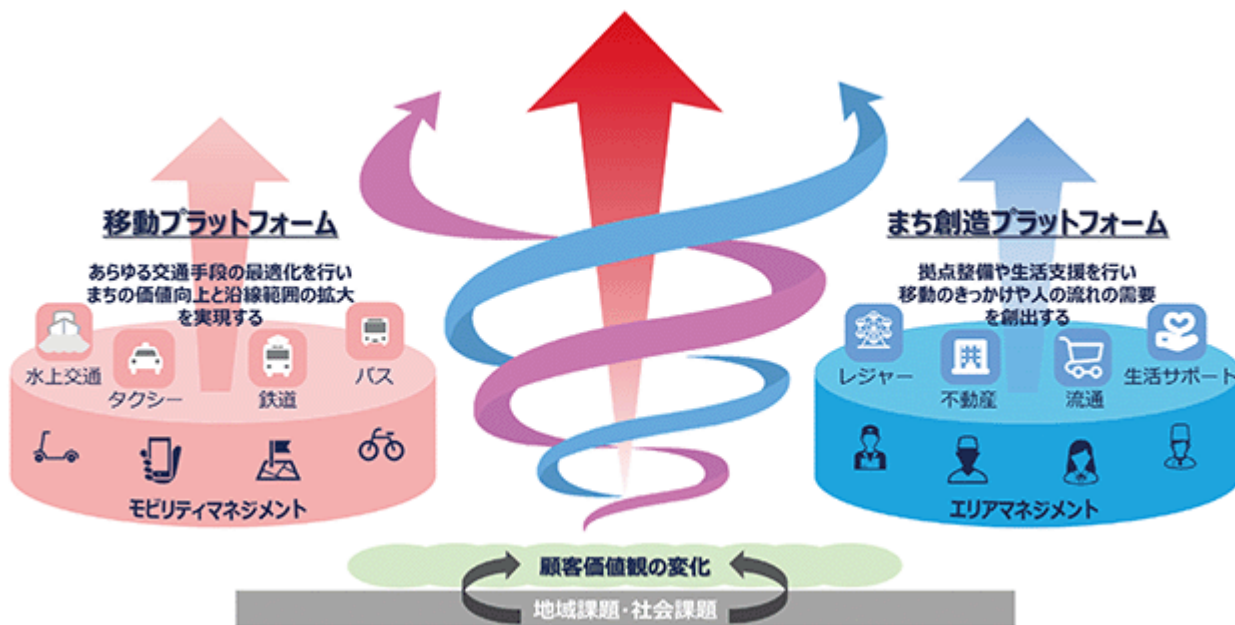 移動プラットフォーム
あらゆる交通手段の最適化を行い
まちの価値向上と沿線範囲の拡大
を実現する
水上交通
タクシー
鉄道
バス
モビリティマネジメント
まち創造プラットフォーム
拠点整備や生活支援を行い
移動のきっかけや人の流れの需要
を創出する
レジャー
不動産
流通
生活サポート
エリアマネジメント
顧客価値観の変化
地域課題・社会課題